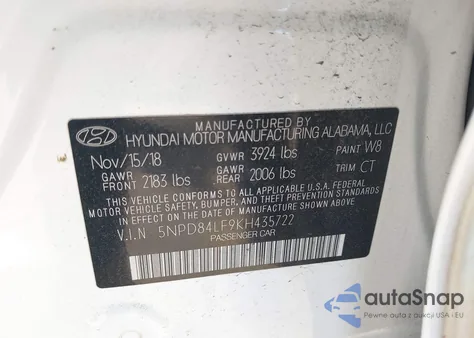 MANUFACTURED BY
HYUNDAI MOTOR MANUFACTURING ALABAMA, LLC
Nov/15/18 GVWR 3924 lbs PAINT W8
GAWR FRONT 2183 lbs GAWR REAR 2006 lbs TRIM CT
THIS VEHICLE CONFORMS TO ALL APPLICABLE FEDERAL
MOTOR VEHICLE SAFETY, BUMPER, AND THEFT PREVENTION STANDARDS
IN EFFECT ON THE DATE OF MANUFACTURE SHOWN ABOVE.
V.I.N 5NPD84LF9KH435722
PASSENGER CAR
autoSnap
Pewne auta z aukcji USA - EU